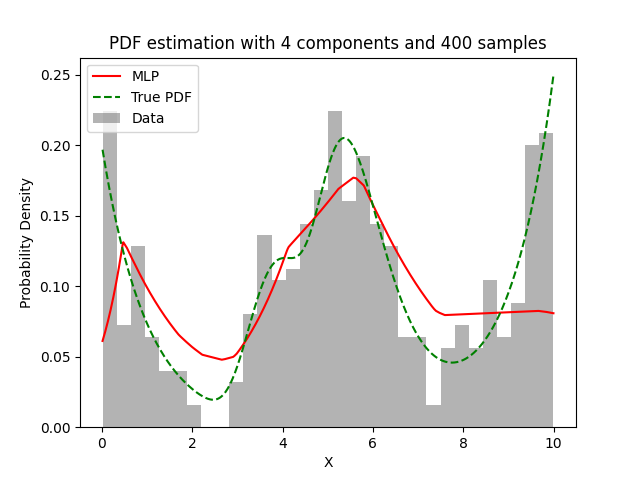 PDF estimation with 4 components and 400 samples
MLP
True PDF
Data
Probability Density
0.25
0.20
0.15
0.10
0.05
0.00
0 2 4 6 8 10
X